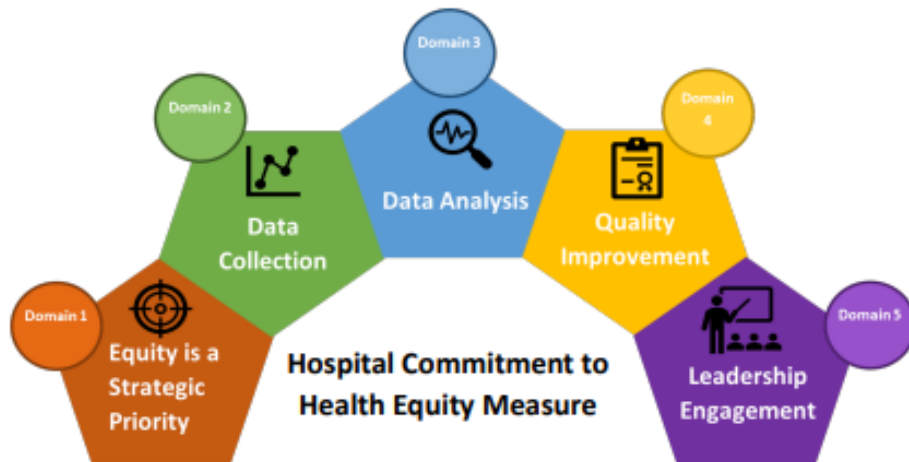 Domain 1
Equity is a
Strategic
Priority
Domain 2
Data
Collection
Domain 3
Data Analysis
Domain
4
Quality
Improvement
Domain 5
Leadership
Engagement
Hospital Commitment to
Health Equity Measure